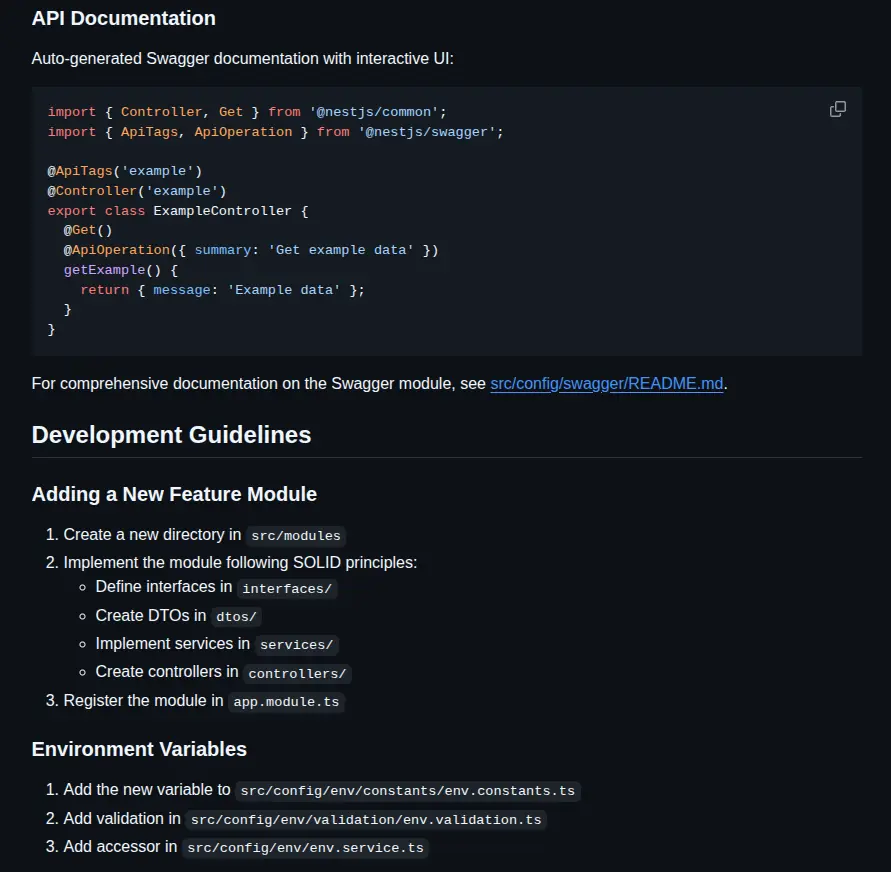 API Documentation
Auto-generated Swagger documentation with interactive UI:
import { Controller, Get } from '@nestjs/common';
import { ApiTags, ApiOperation } from '@nestjs/swagger';
@ApiTags('example')
@Controller('example')
export class ExampleController {
  @Get()
  @ApiOperation({ summary: 'Get example data' })
  getExample() {
    return { message: 'Example data' };
  }
}
For comprehensive documentation on the Swagger module, see src/config/swagger/README.md.
Development Guidelines
Adding a New Feature Module
1. Create a new directory in src/modules
2. Implement the module following SOLID principles:
○ Define interfaces in interfaces/
○ Create DTOs in dtos/
○ Implement services in services/
○ Create controllers in controllers/
3. Register the module in app.module.ts
Environment Variables
1. Add the new variable to src/config/env/constants/env.constants.ts
2. Add validation in src/config/env/validation/env.validation.ts
3. Add accessor in src/config/env/env.service.ts